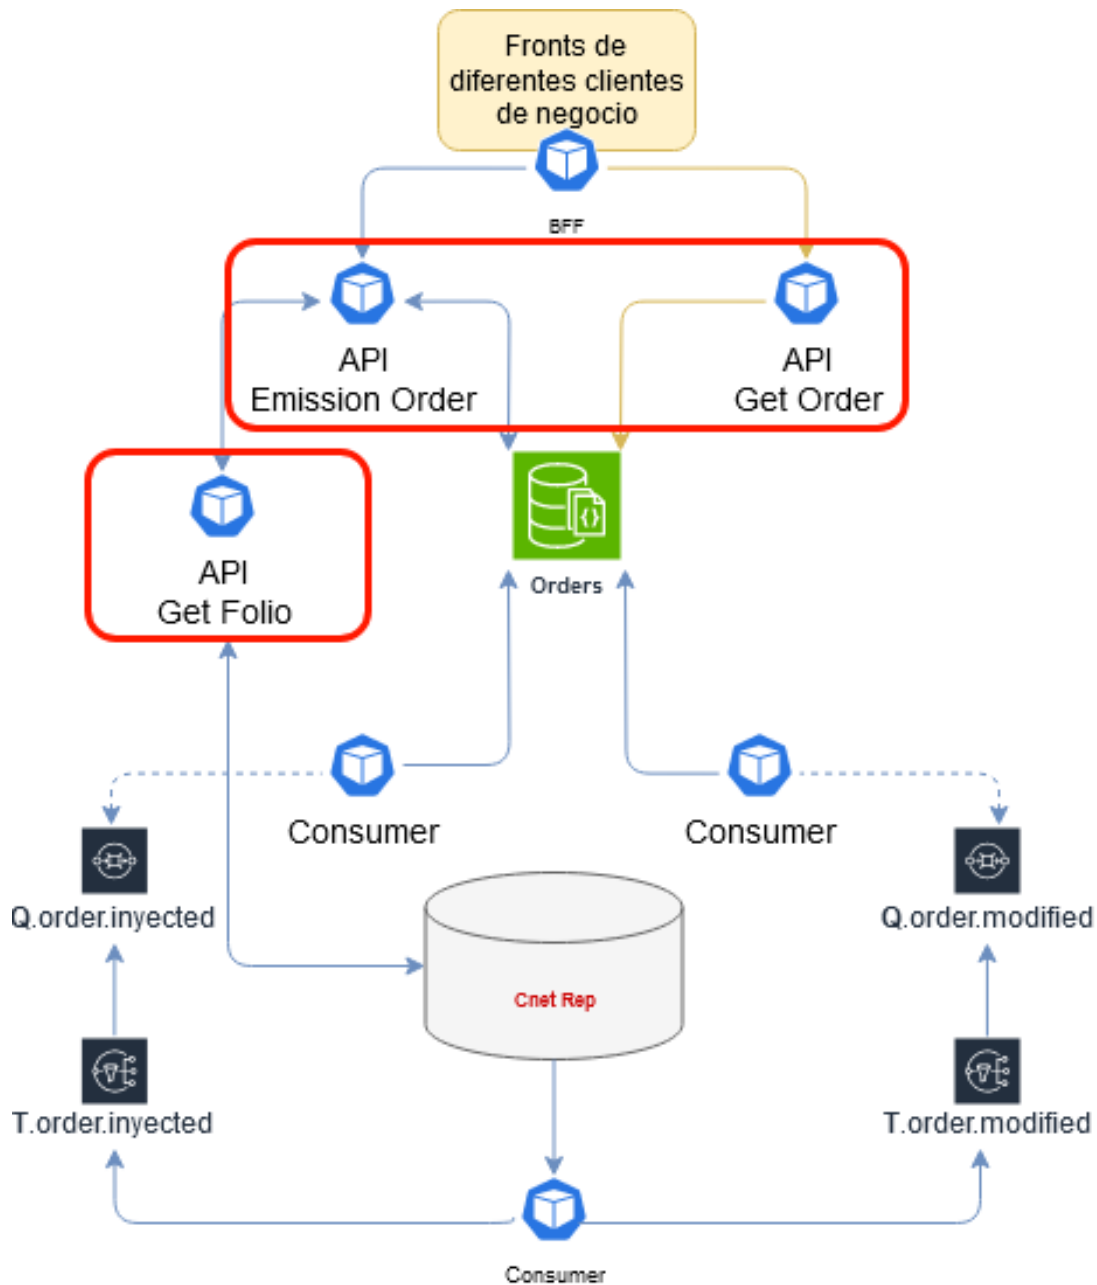 Fronts de
diferentes clientes
de negocio
BFF
API
Emission Order
API
Get Order
API
Get Folio
Orders
Consumer
Consumer
Q.order.inyected
Q.order.modified
Cnet Rep
T.order.inyected
T.order.modified
Consumer